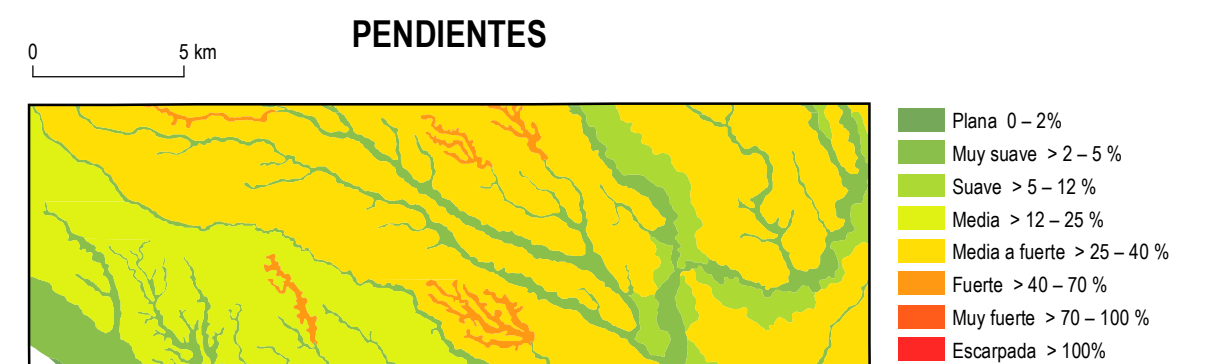 PENDIENTES
0 5 km
Plana 0 – 2%
Muy suave > 2 – 5 %
Suave > 5 – 12 %
Media > 12 – 25 %
Media a fuerte > 25 – 40 %
Fuerte > 40 – 70 %
Muy fuerte > 70 – 100 %
Escarpada > 100%